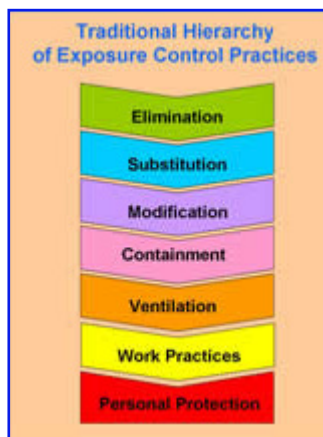 Traditional Hierarchy
of Exposure Control Practices
Elimination
Substitution
Modification
Containment
Ventilation
Work Practices
Personal Protection